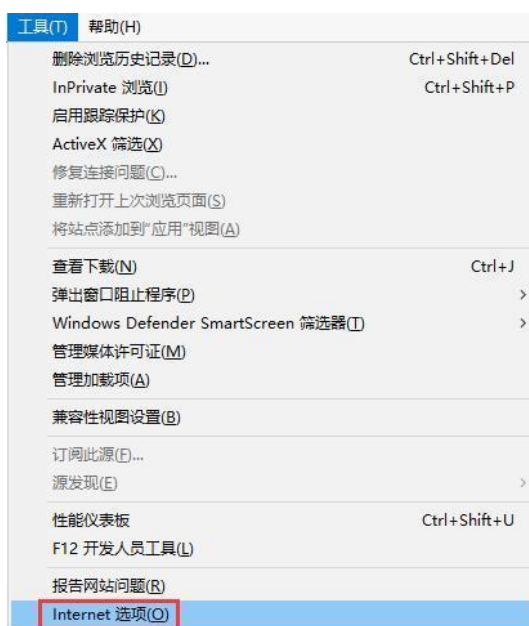 工具(T) 帮助(H)
删除浏览历史记录(D)... Ctrl+Shift+Del
InPrivate 浏览(I) Ctrl+Shift+P
启用跟踪保护(K)
ActiveX 筛选(X)
修复连接问题(C)...
重新打开上次浏览页面(S)
将站点添加到"应用"视图(A)
查看下载(N) Ctrl+J
弹出窗口阻止程序(P)
Windows Defender SmartScreen 筛选器(T)
管理媒体许可证(M)
管理加载项(A)
兼容性视图设置(B)
订阅此源(F)...
源发现(E)
性能仪表板 Ctrl+Shift+U
F12 开发人员工具(L)
报告网站问题(R)
Internet 选项(O)